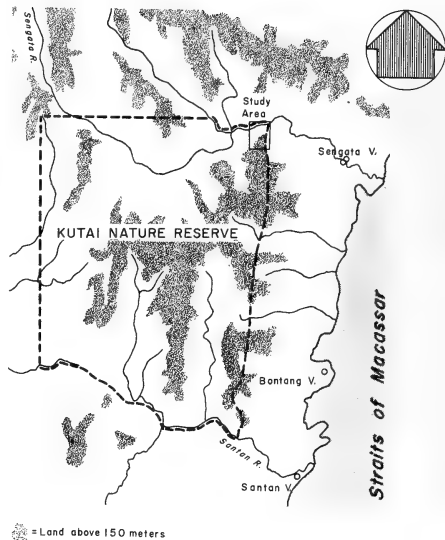 Sengata R.
Study
Area
Sengata V.
KUTAI NATURE RESERVE
Bontang V.
Straits of Macassar
Santan R.
Santan V.
= Land above 150 meters